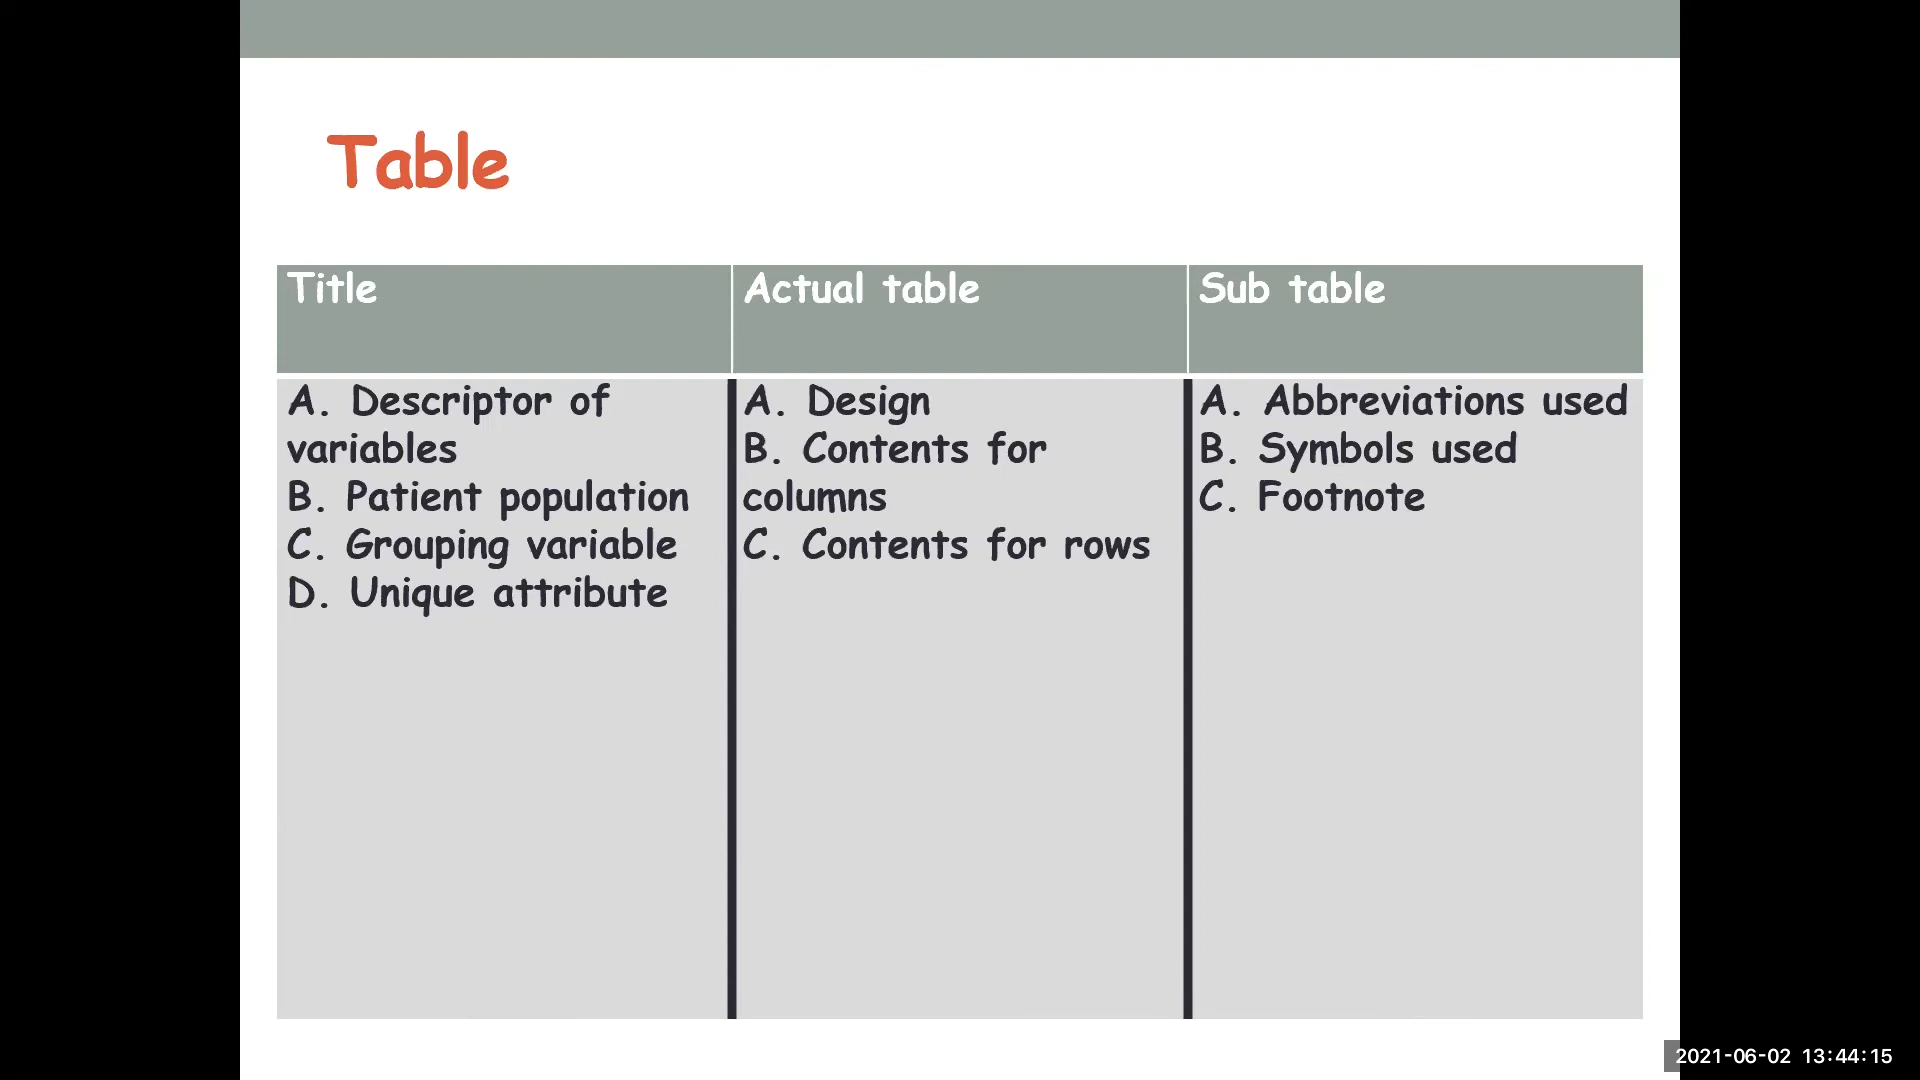 Table
Title
Actual table
Sub table
A. Descriptor of
variables
B. Patient population
C. Grouping variable
D. Unique attribute
A. Design
B. Contents for
columns
C. Contents for rows
A. Abbreviations used
B. Symbols used
C. Footnote
2021-06-02 13:44:15